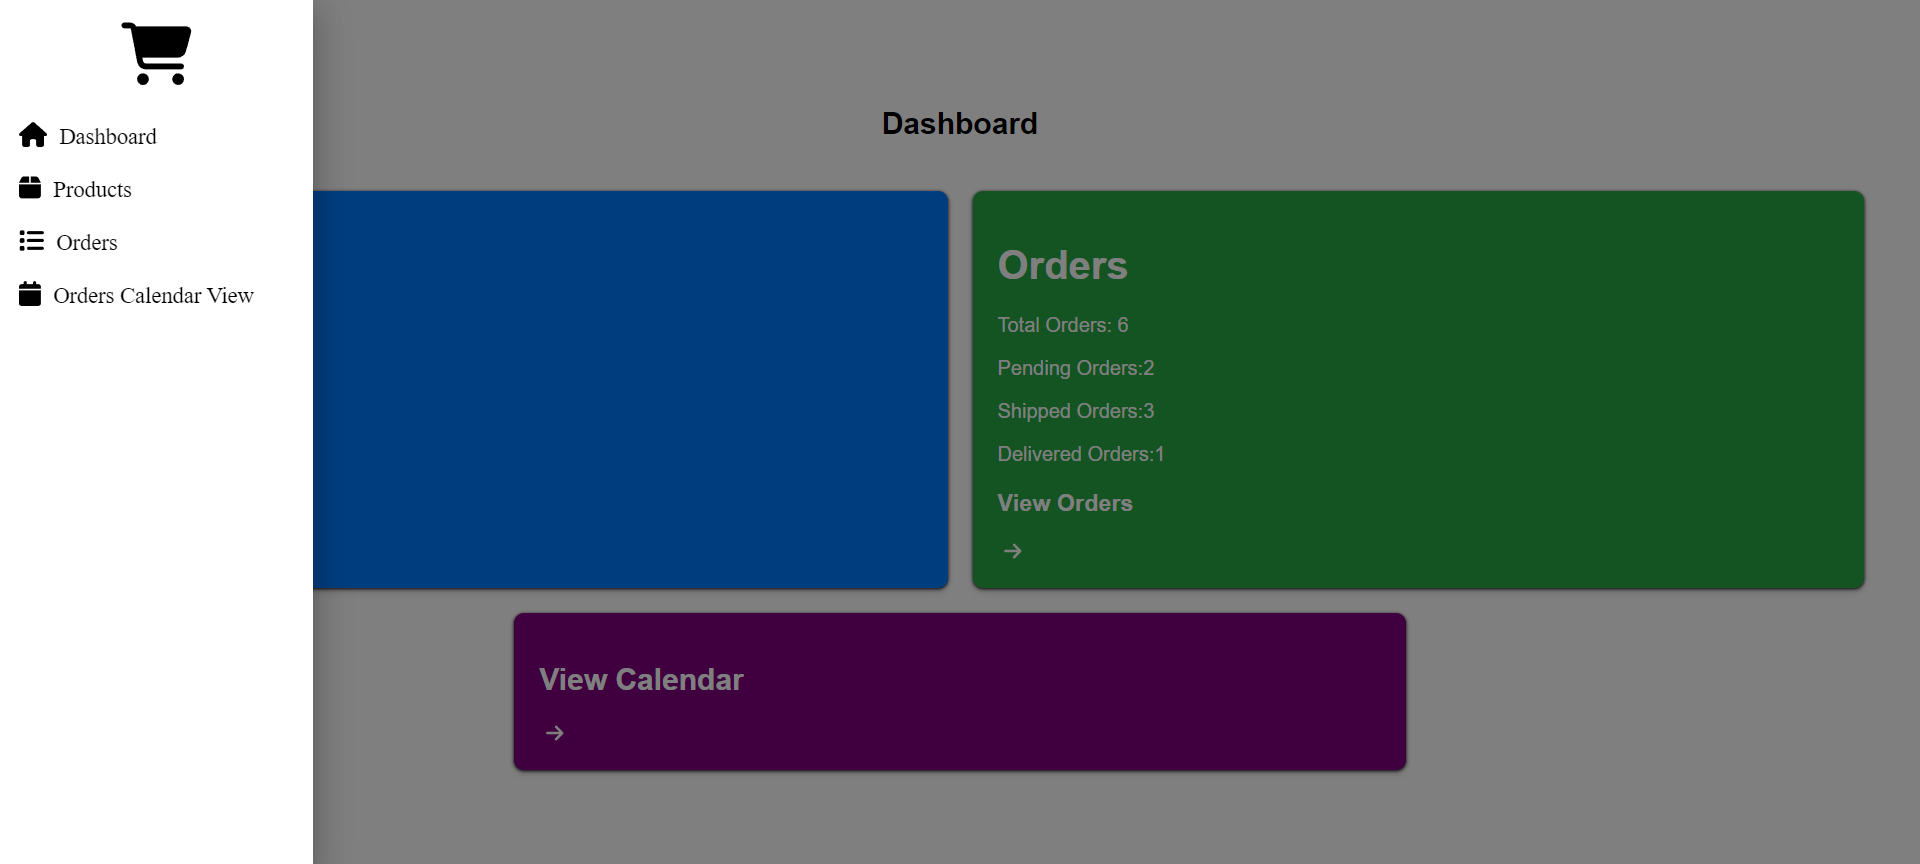 Dashboard
Products
Orders
Orders Calendar View
Dashboard
Orders
Total Orders: 6
Pending Orders:2
Shipped Orders:3
Delivered Orders:1
View Orders
View Calendar